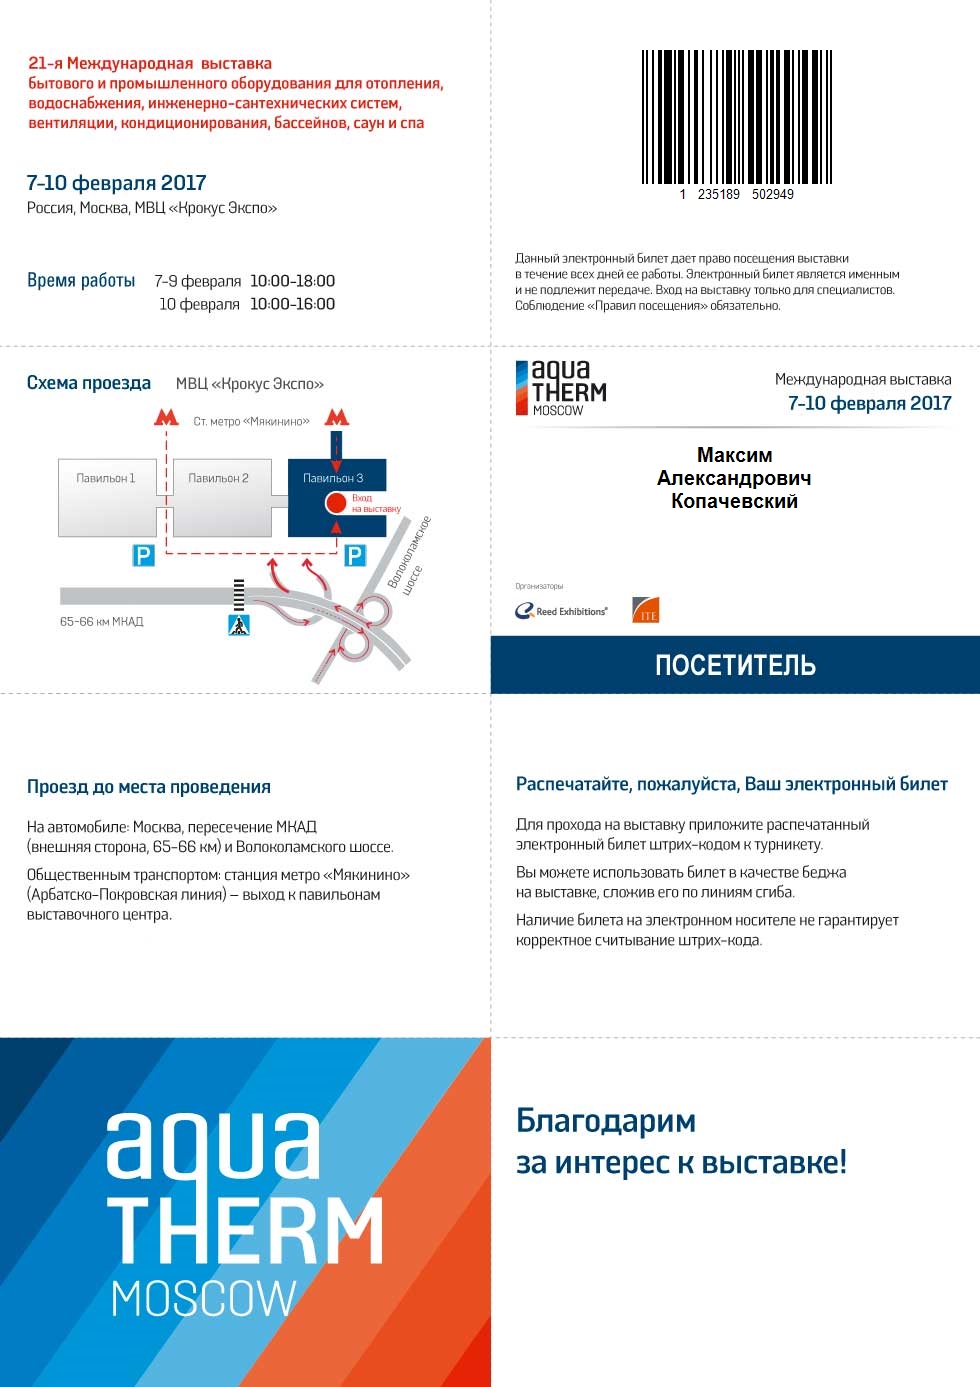 21-я Международная выставка
бытового и промышленного оборудования для отопления,
водоснабжения, инженерно-сантехнических систем,
вентиляции, кондиционирования, бассейнов, саун и спа
7-10 февраля 2017
Россия, Москва, МВЦ «Крокус Экспо»
Время работы 7-9 февраля 10:00-18:00
10 февраля 10:00-16:00
1 235189 502949
Данный электронный билет дает право посещения выставки
в течение всех дней ее работы. Электронный билет является именным
и не подлежит передаче. Вход на выставку только для специалистов.
Соблюдение «Правил посещения» обязательно.
Схема проезда МВЦ «Крокус Экспо»
М Ст. метро «Мякинино» М
Павильон 1 Павильон 2 Павильон 3
Вход
на выставку
P P
Волоколамское
шоссе
65-66 км МКАД
aqua
THERM
MOSCOW
Международная выставка
7-10 февраля 2017
Максим
Александрович
Копачевский
Организаторы
Reed Exhibitions®
ITE
ПОСЕТИТЕЛЬ
Проезд до места проведения
На автомобиле: Москва, пересечение МКАД
(внешняя сторона, 65-66 км) и Волоколамского шоссе.
Общественным транспортом: станция метро «Мякинино»
(Арбатско-Покровская линия) – выход к павильонам
выставочного центра.
Распечатайте, пожалуйста, Ваш электронный билет
Для прохода на выставку приложите распечатанный
электронный билет штрих-кодом к турникету.
Вы можете использовать билет в качестве беджа
на выставке, сложив его по линиям сгиба.
Наличие билета на электронном носителе не гарантирует
корректное считывание штрих-кода.
aqua
THERM
MOSCOW
Благодарим
за интерес к выставке!